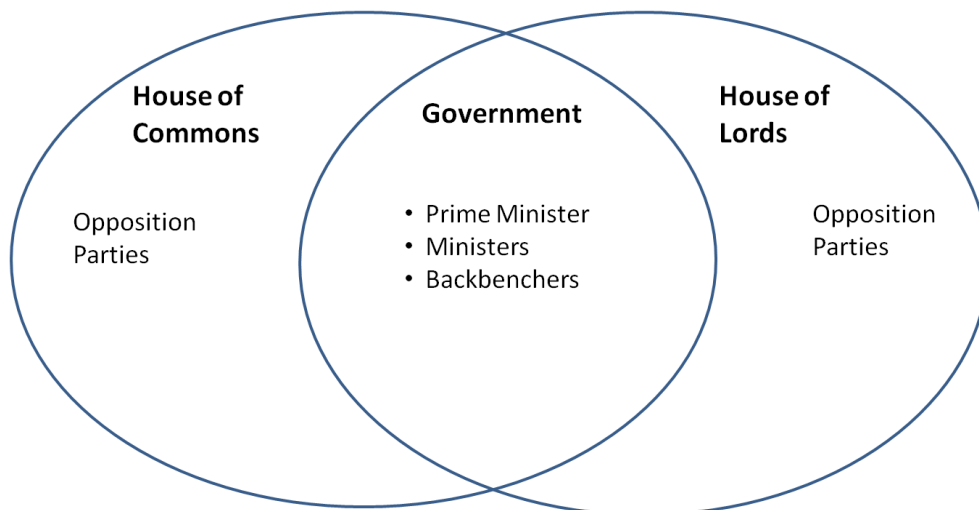 House of
Commons
Opposition
Parties
Government
• Prime Minister
• Ministers
• Backbenchers
House of
Lords
Opposition
Parties